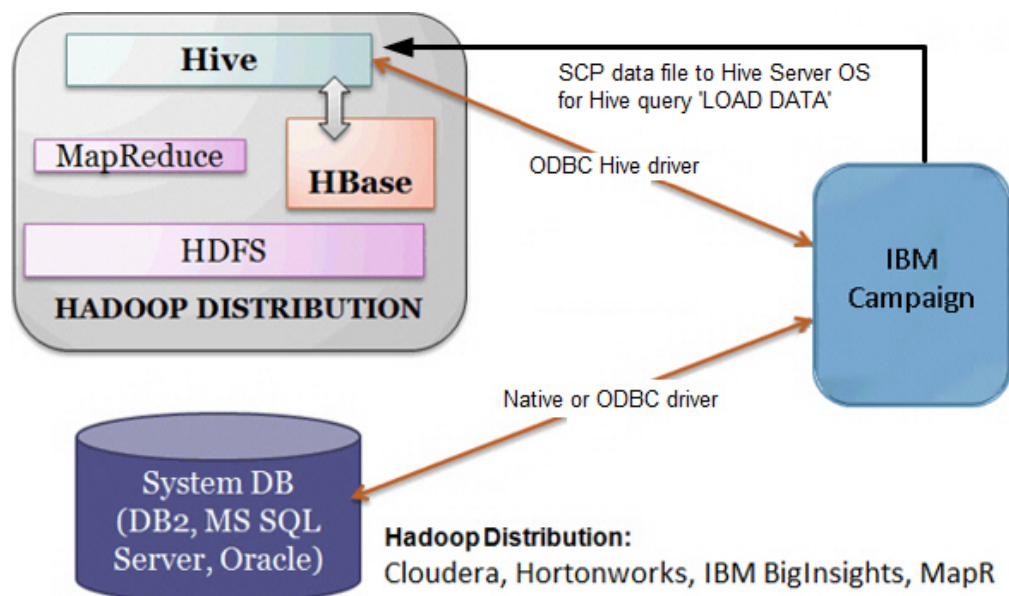 Hive
SCP data file to Hive Server OS
for Hive query 'LOAD DATA'
MapReduce
HBase
ODBC Hive driver
HDFS
HADOOP DISTRIBUTION
IBM
Campaign
Native or ODBC driver
System DB
(DB2, MS SQL
Server, Oracle)
Hadoop Distribution:
Cloudera, Hortonworks, IBM BigInsights, MapR